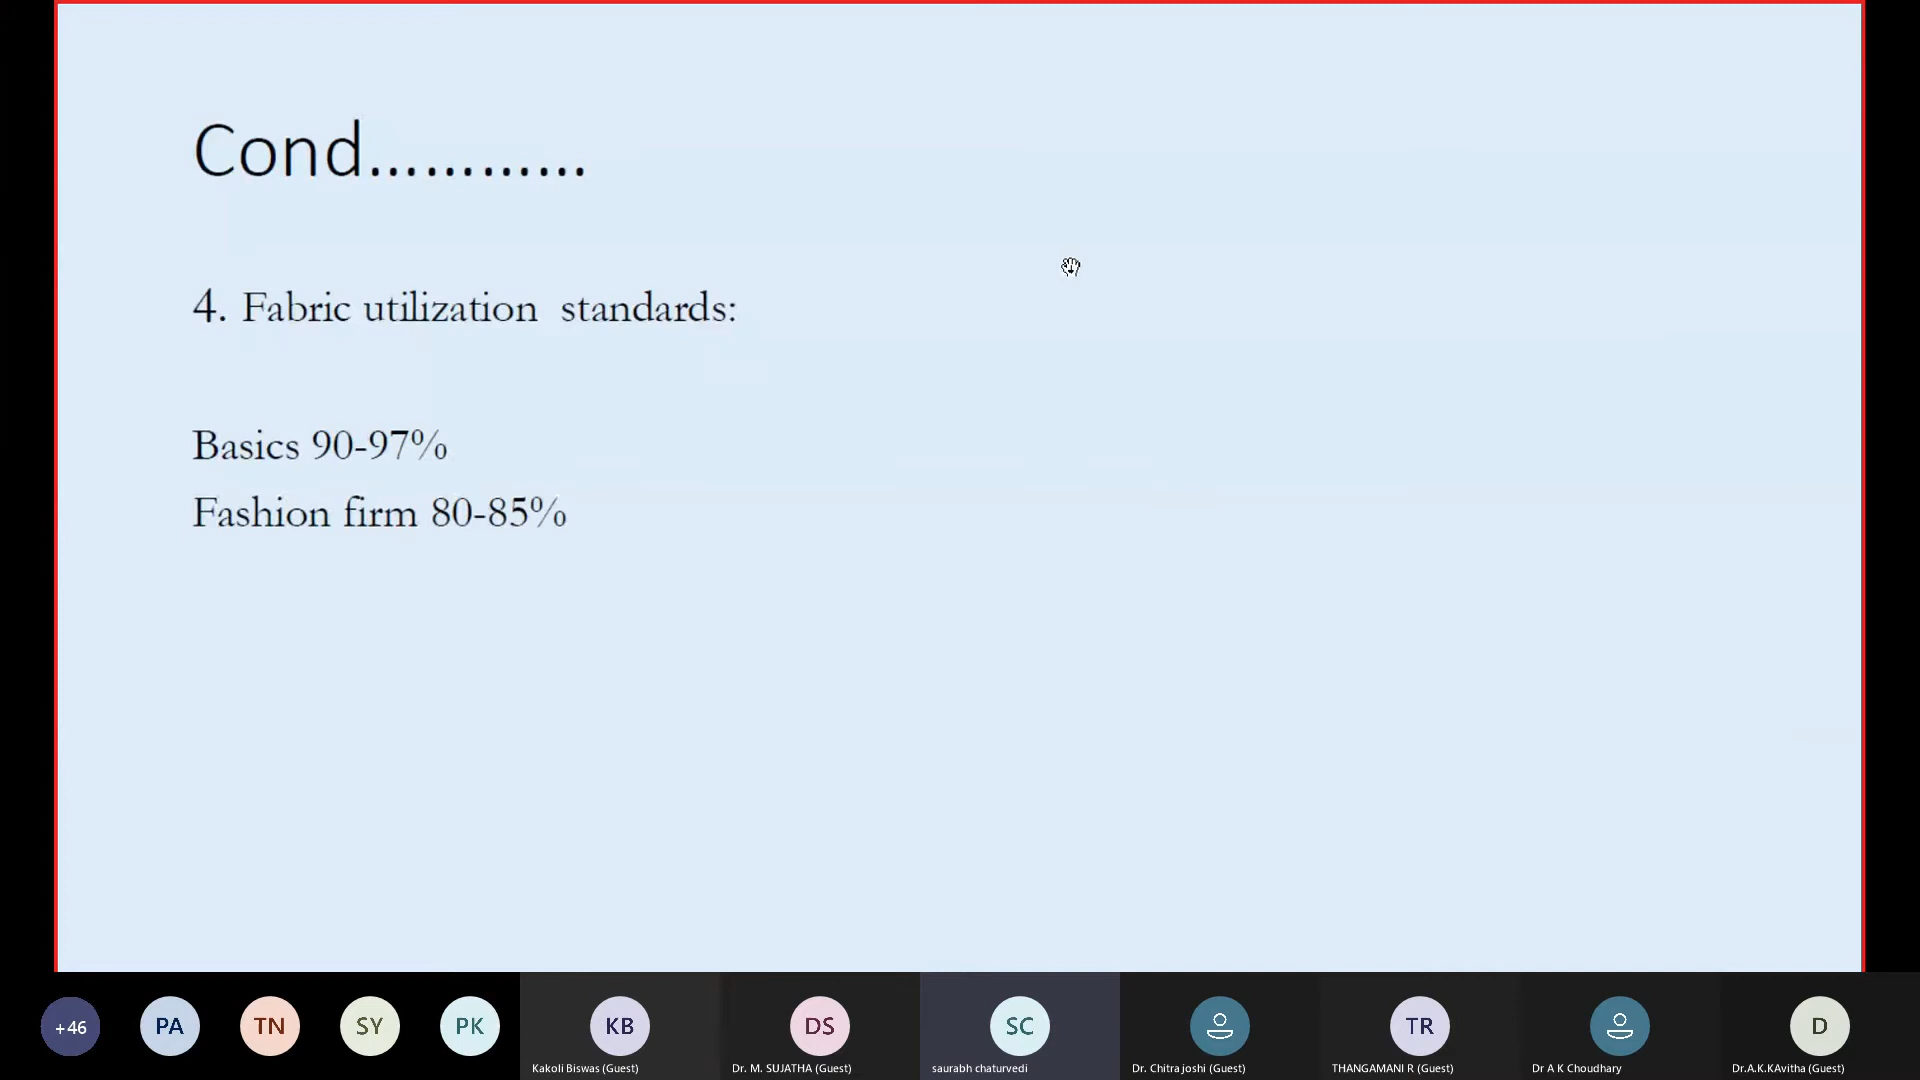 Cond............
4. Fabric utilization standards:
Basics 90-97%
Fashion firm 80-85%
+46
PA
TN
SY
PK
KB
DS
SC
TR
D
Kakoli Biswas (Guest)
Dr. M. SUJATHA (Guest)
saurabh chaturvedi
Dr. Chitra joshi (Guest)
THANGAMANI R (Guest)
Dr A K Choudhary
Dr.A.K.KAvitha (Guest)